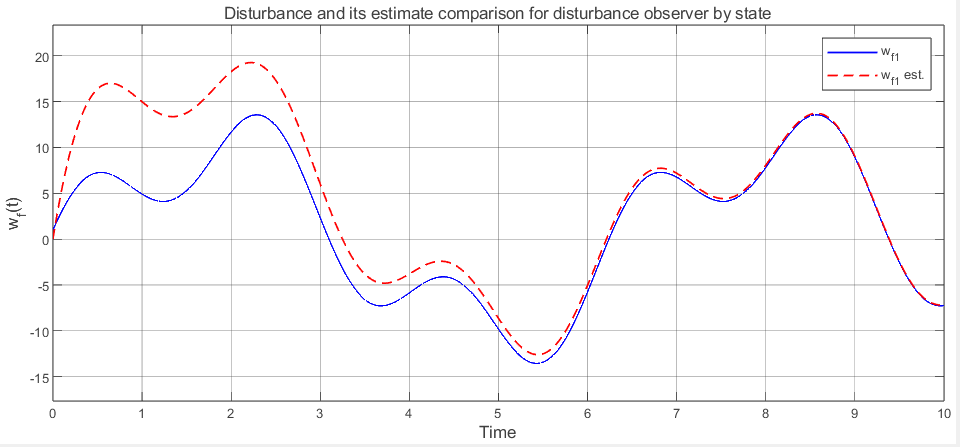 Disturbance and its estimate comparison for disturbance observer by state
w_f1
w_f1 est.
20
15
10
5
0
-5
-10
-15
w_f(t)
0 1 2 3 4 5 6 7 8 9 10
Time